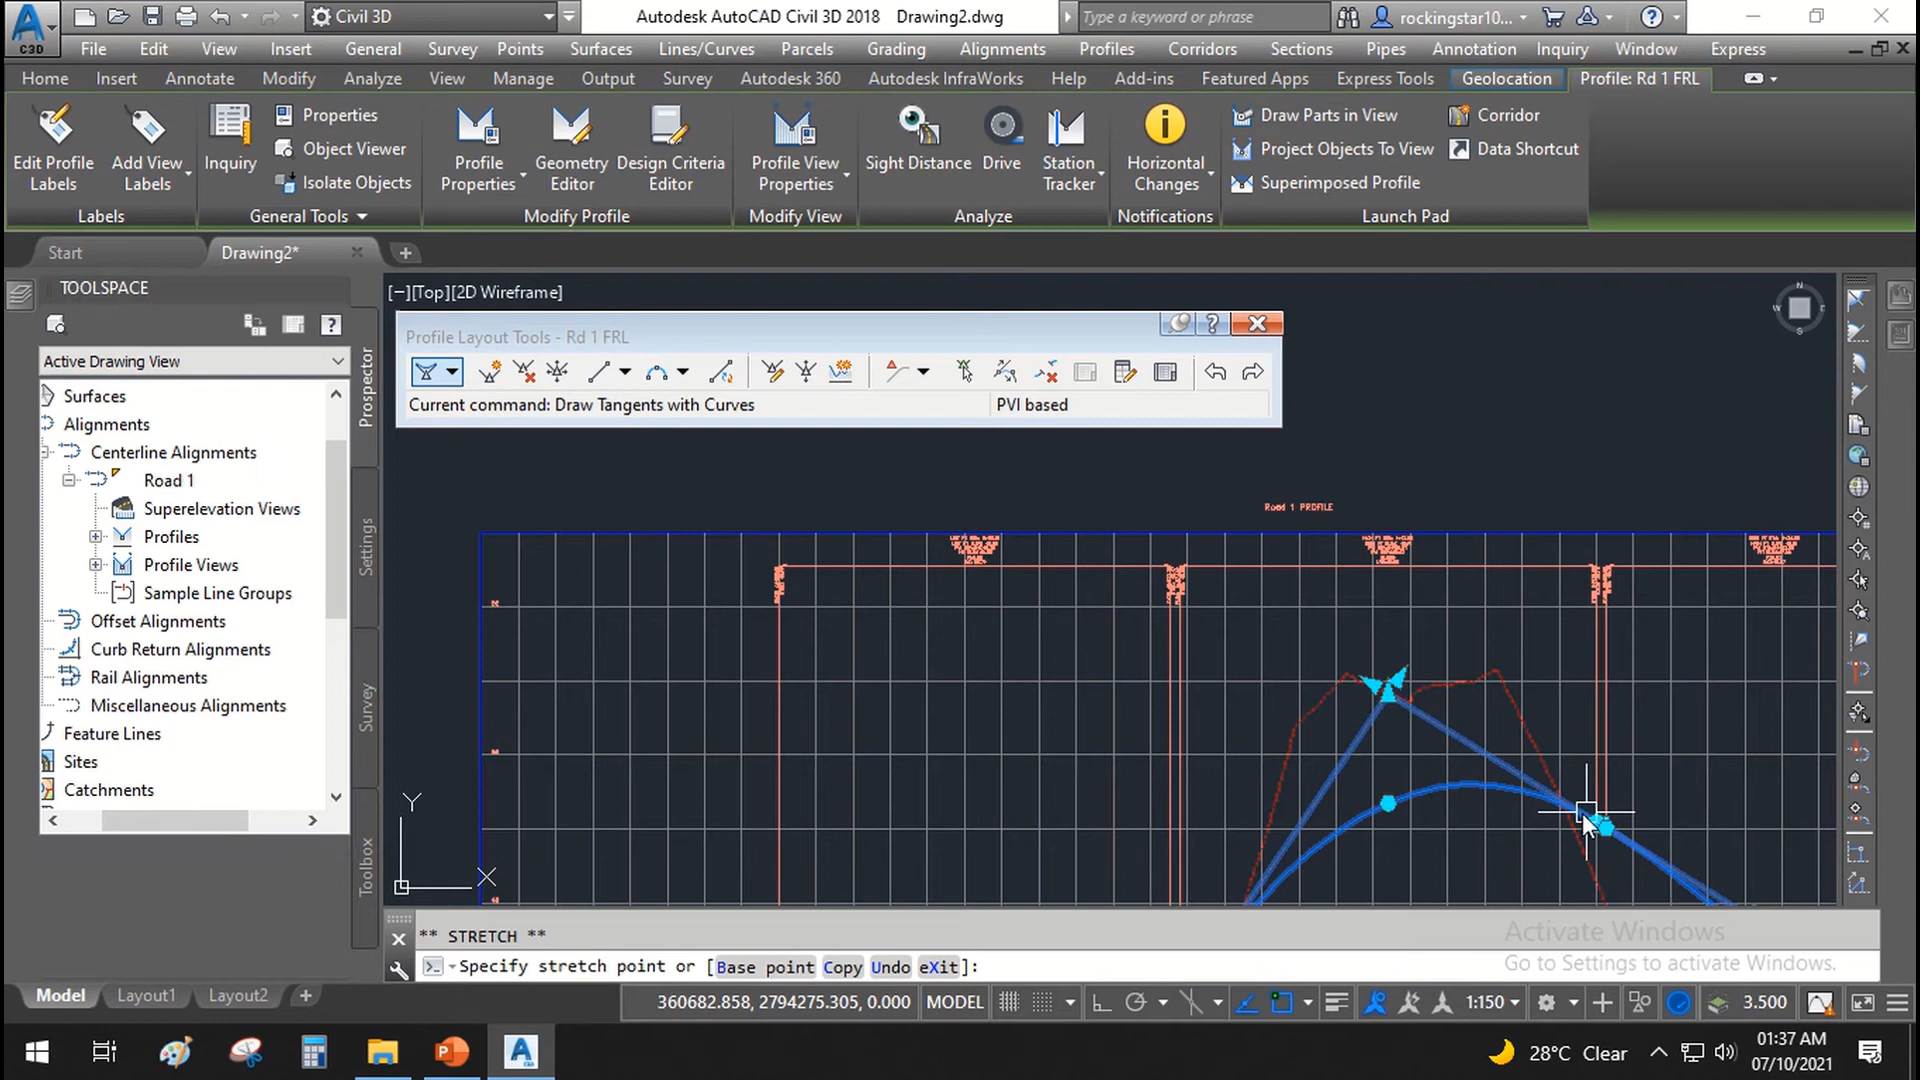 Civil 3D
Autodesk AutoCAD Civil 3D 2018 Drawing2.dwg
Type a keyword or phrase
rockingstar10...
C3D
File Edit View Insert General Survey Points Surfaces Lines/Curves Parcels Grading Alignments Profiles Corridors Sections Pipes Annotation Inquiry Window Express
Home Insert Annotate Modify Analyze View Manage Output Survey Autodesk 360 Autodesk InfraWorks Help Add-ins Featured Apps Express Tools Geolocation Profile: Rd 1 FRL
Edit Profile Labels
Add View Labels
Labels
Inquiry
Properties
Object Viewer
Isolate Objects
General Tools
Profile Properties
Geometry Editor
Design Criteria Editor
Modify Profile
Profile View Properties
Modify View
Sight Distance
Drive
Station Tracker
Analyze
Horizontal Changes
Notifications
Draw Parts in View
Project Objects To View
Superimposed Profile
Corridor
Data Shortcut
Launch Pad
Start
Drawing2*
TOOLSPACE
Active Drawing View
Surfaces
Alignments
Centerline Alignments
Road 1
Superelevation Views
Profiles
Profile Views
Sample Line Groups
Offset Alignments
Curb Return Alignments
Rail Alignments
Miscellaneous Alignments
Feature Lines
Sites
Catchments
Prospector
Settings
Survey
Toolbox
[−][Top][2D Wireframe]
Profile Layout Tools - Rd 1 FRL
Current command: Draw Tangents with Curves
PVI based
N
W
E
S
Road 1 PROFILE
Y
X
** STRETCH **
Specify stretch point or [Base point Copy Undo eXit]:
Activate Windows
Go to Settings to activate Windows.
Model Layout1 Layout2
360682.858, 2794275.305, 0.000 MODEL
1:150
3.500
28°C Clear
01:37 AM
07/10/2021